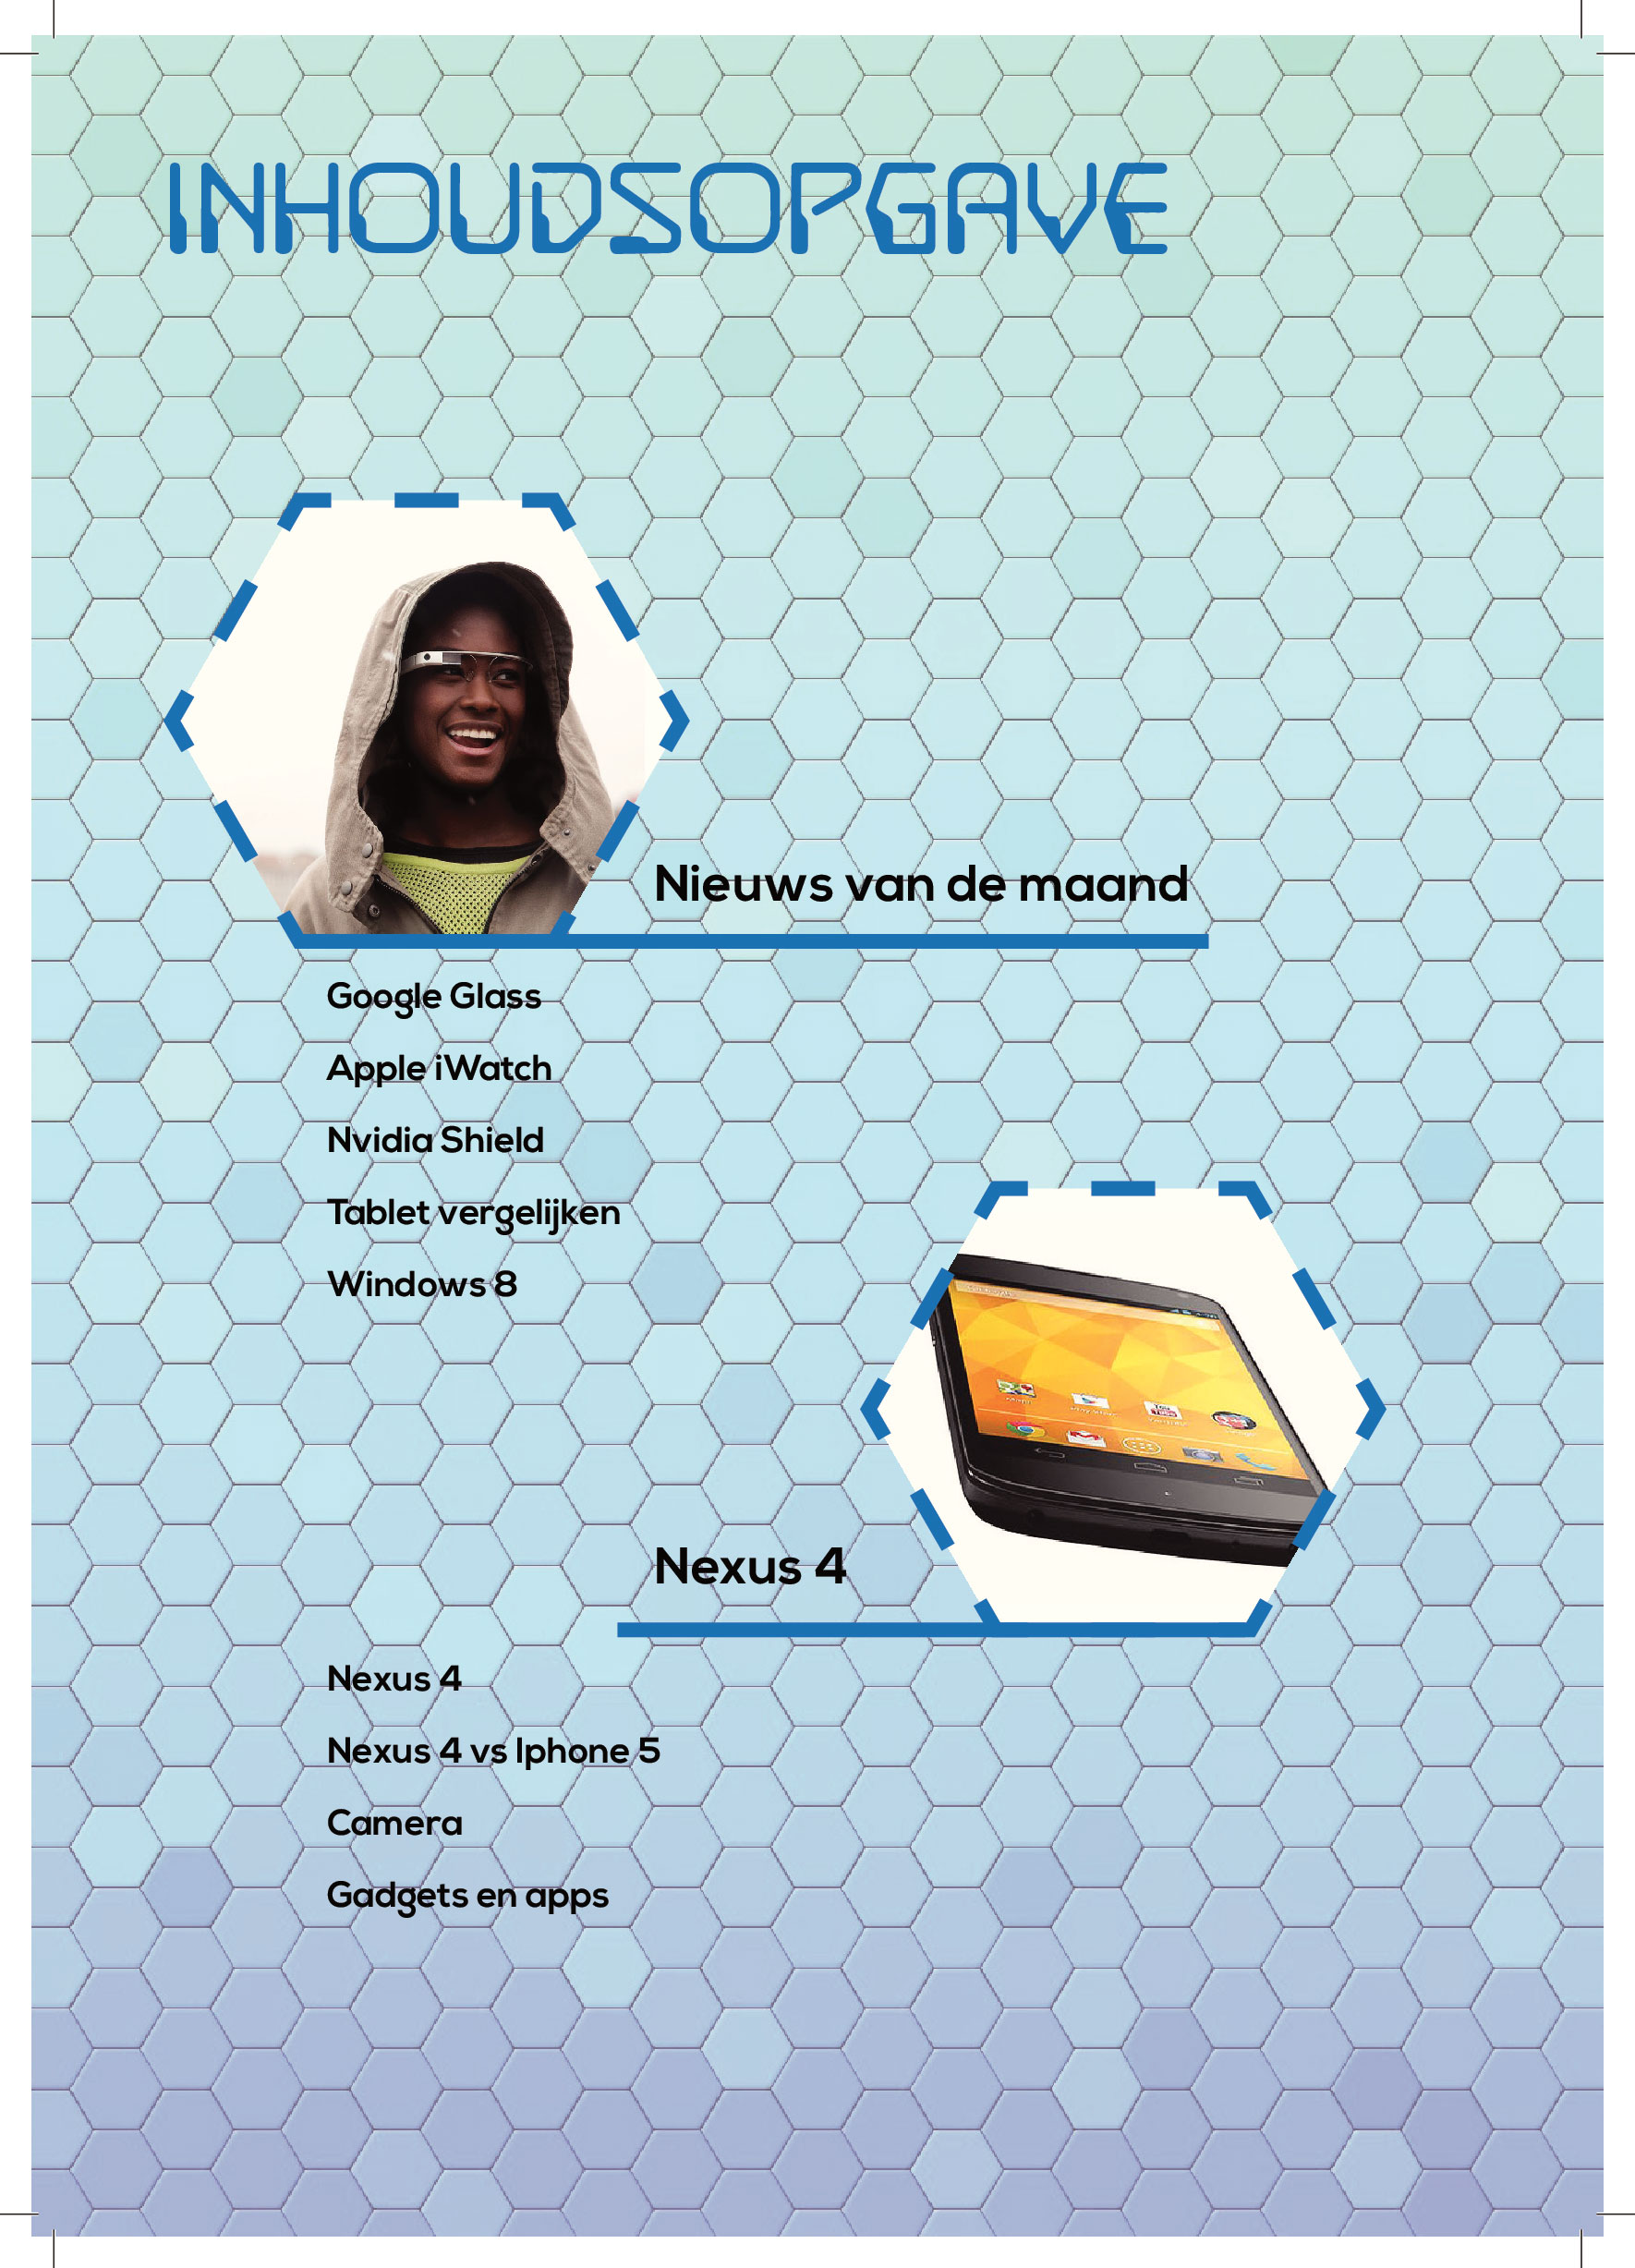 INHOUDSOPGAVE
Nieuws van de maand
Google Glass
Apple iWatch
Nvidia Shield
Tablet vergelijken
Windows 8
Nexus 4
Nexus 4
Nexus 4 vs Iphone 5
Camera
Gadgets en apps